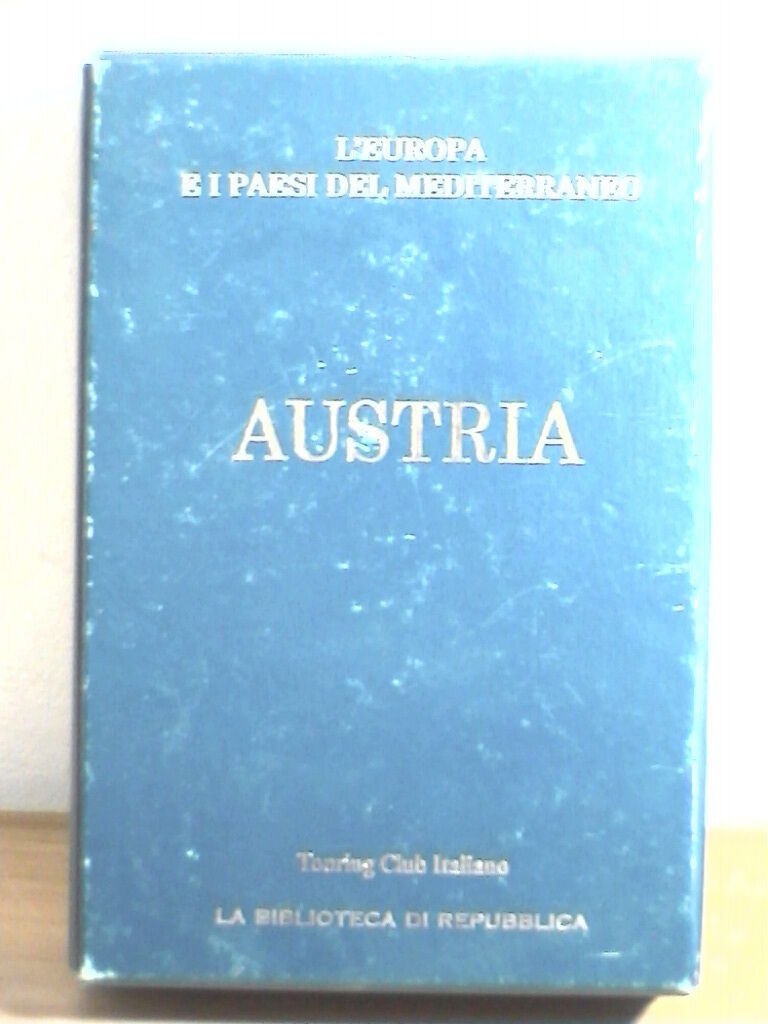 L'EUROPA
E I PAESI DEL MEDITERRANEO
AUSTRIA
Touring Club Italiano
LA BIBLIOTECA DI REPUBBLICA